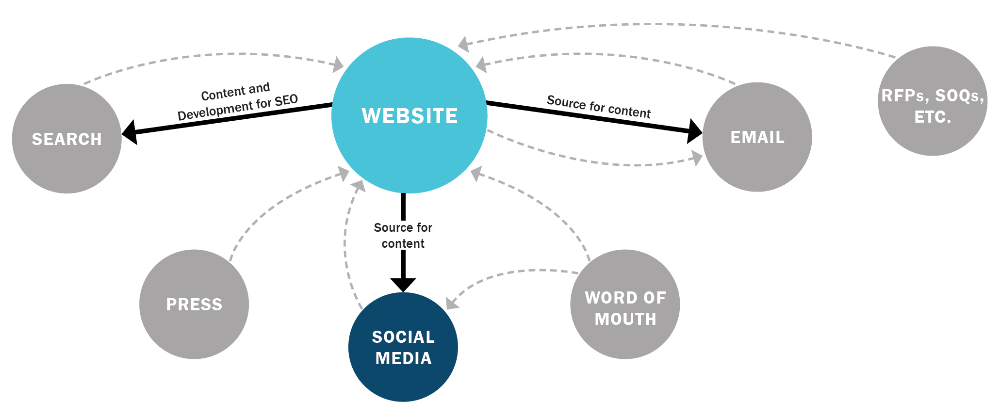 WEBSITE
Content and
Development for SEO
Source for content
SEARCH
EMAIL
RFPs, SOQs,
ETC.
Source for
content
PRESS
SOCIAL
MEDIA
WORD OF
MOUTH